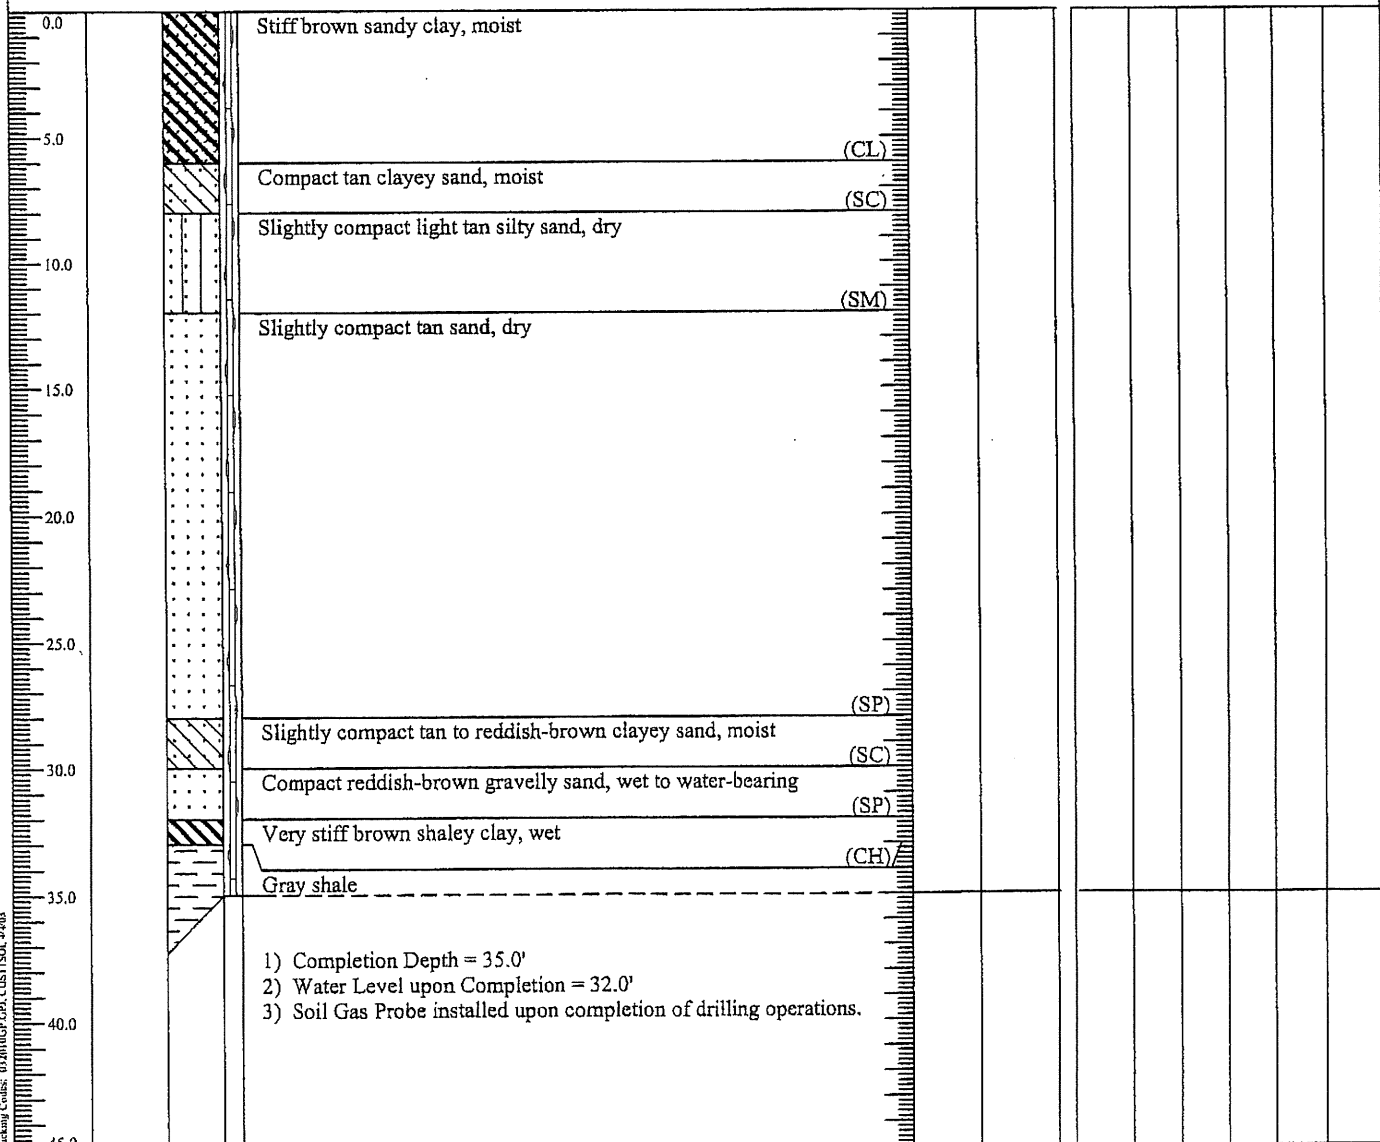 0.0
Stiff brown sandy clay, moist
5.0
(CL)
Compact tan clayey sand, moist
(SC)
Slightly compact light tan silty sand, dry
10.0
(SM)
Slightly compact tan sand, dry
15.0
20.0
25.0
(SP)
Slightly compact tan to reddish-brown clayey sand, moist
(SC)
30.0
Compact reddish-brown gravelly sand, wet to water-bearing
(SP)
Very stiff brown shaley clay, wet
(CH)
Gray shale
35.0
1) Completion Depth = 35.0'
2) Water Level upon Completion = 32.0'
3) Soil Gas Probe installed upon completion of drilling operations.
40.0